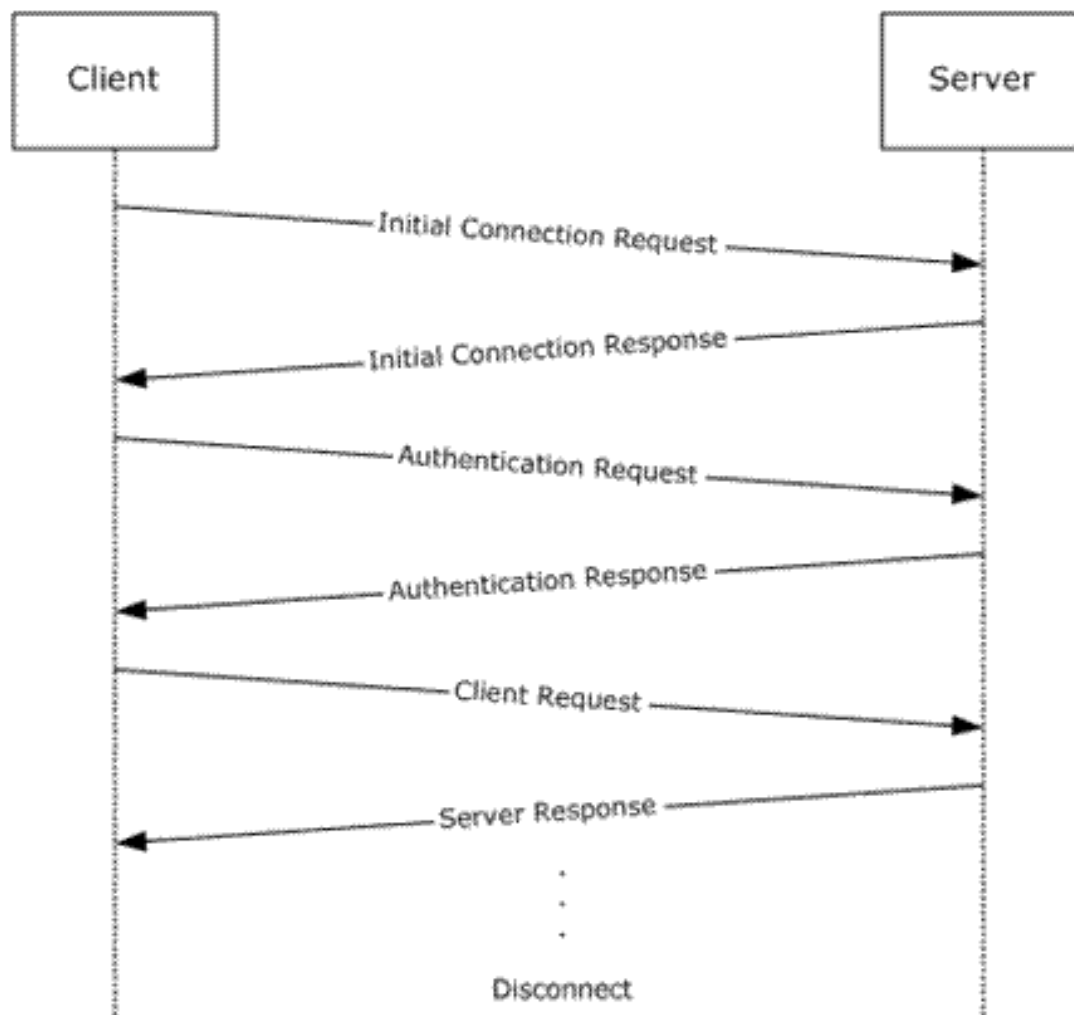 Client
Server
Initial Connection Request
Initial Connection Response
Authentication Request
Authentication Response
Client Request
Server Response
Disconnect